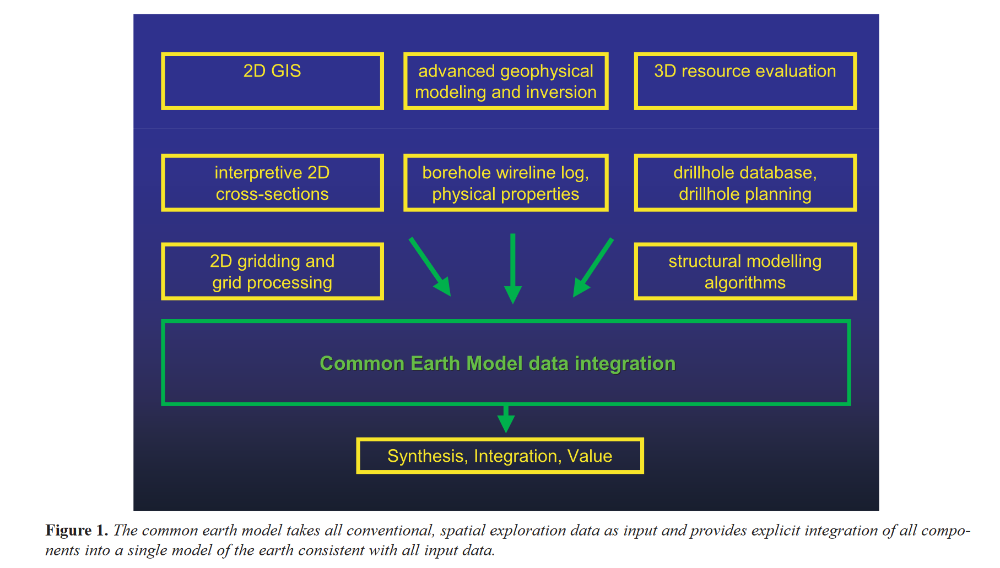 2D GIS
advanced geophysical
modeling and inversion
3D resource evaluation
interpretive 2D
cross-sections
borehole wireline log,
physical properties
drillhole database,
drillhole planning
2D gridding and
grid processing
structural modelling
algorithms
Common Earth Model data integration
Synthesis, Integration, Value
Figure 1. The common earth model takes all conventional, spatial exploration data as input and provides explicit integration of all compo-
nents into a single model of the earth consistent with all input data.